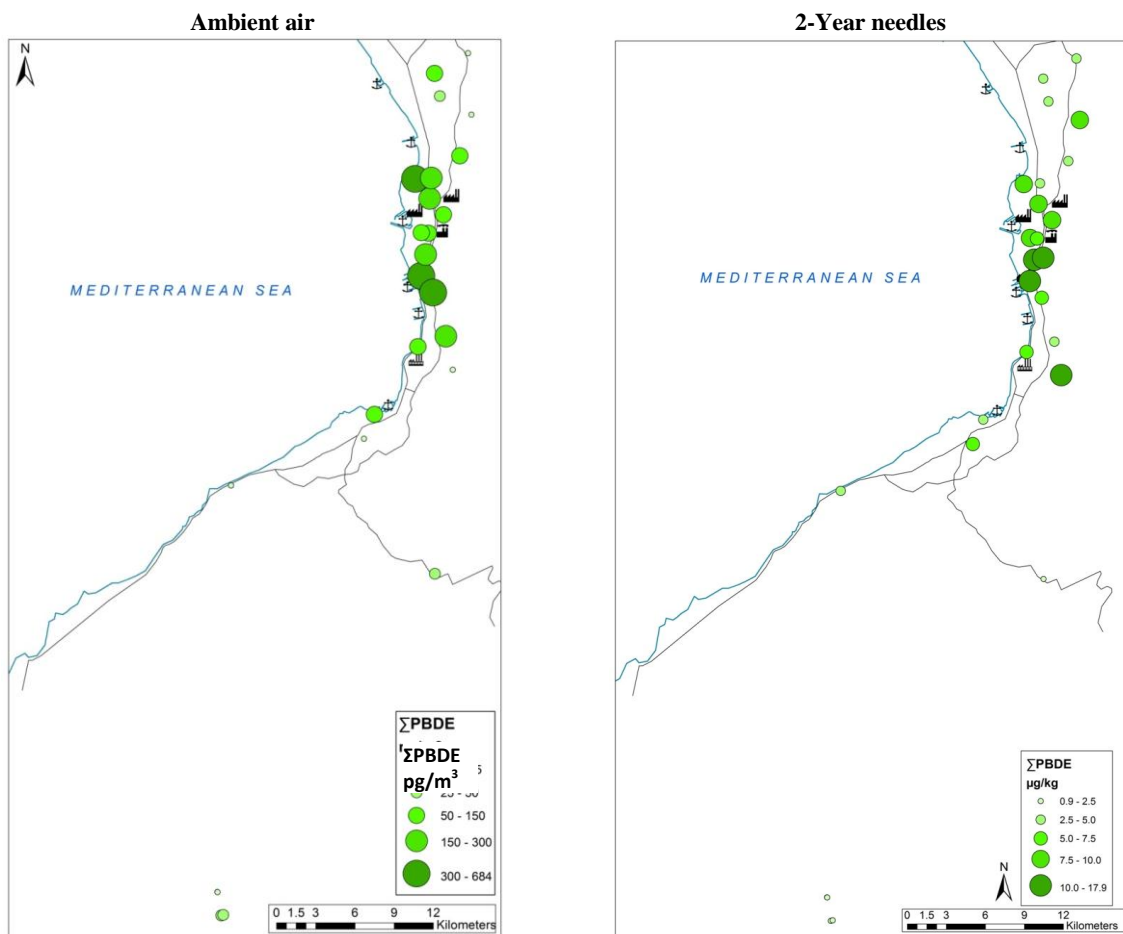 Ambient air
N
MEDITERRANEAN SEA
∑PBDE
ΣPBDE
pg/m³
5
25 - 50
50 - 150
150 - 300
300 - 684
0 1.5 3 6 9 12
Kilometers
2-Year needles
MEDITERRANEAN SEA
∑PBDE
µg/kg
0.9 - 2.5
2.5 - 5.0
5.0 - 7.5
7.5 - 10.0
10.0 - 17.9
N
0 1.5 3 6 9 12
Kilometers